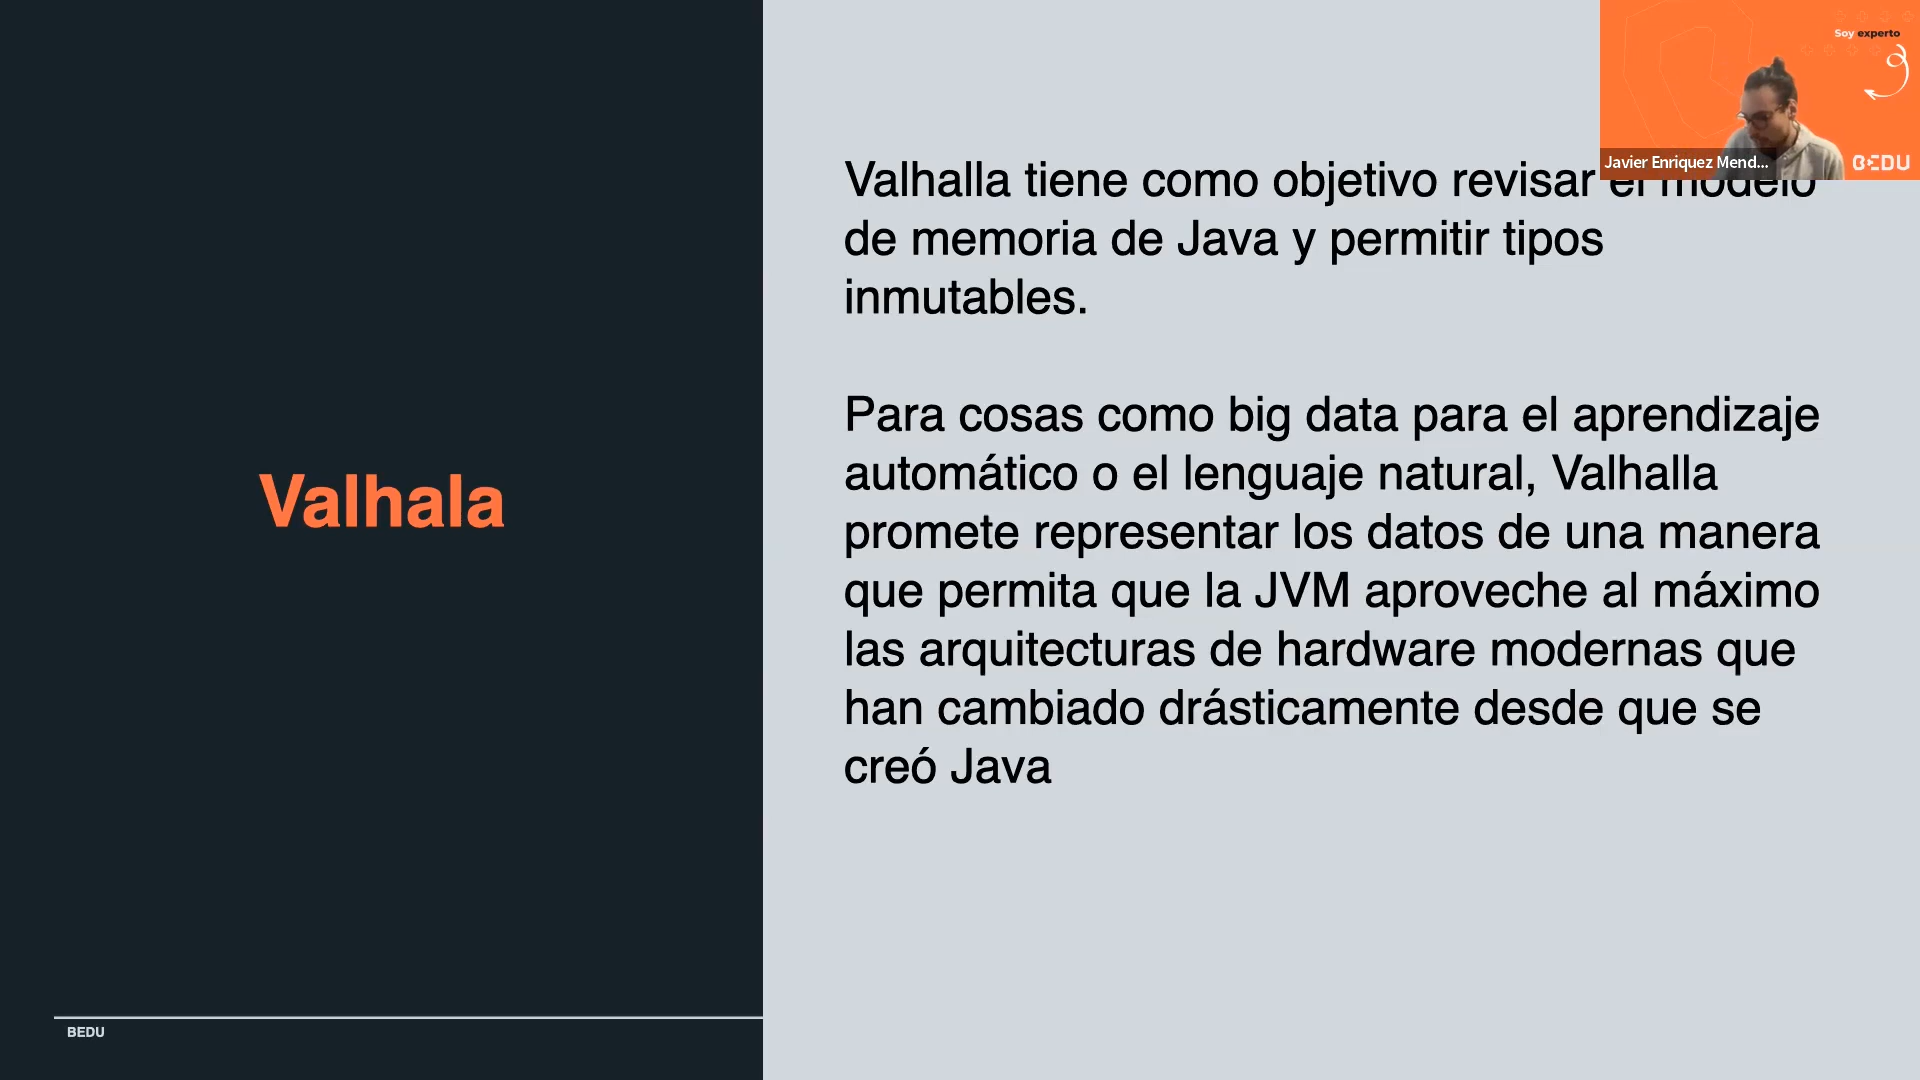 Soy experto
Javier Enriquez Mend...
BEDU
Valhala
Valhalla tiene como objetivo revisar el modelo
de memoria de Java y permitir tipos
inmutables.
Para cosas como big data para el aprendizaje
automático o el lenguaje natural, Valhalla
promete representar los datos de una manera
que permita que la JVM aproveche al máximo
las arquitecturas de hardware modernas que
han cambiado drásticamente desde que se
creó Java
BEDU